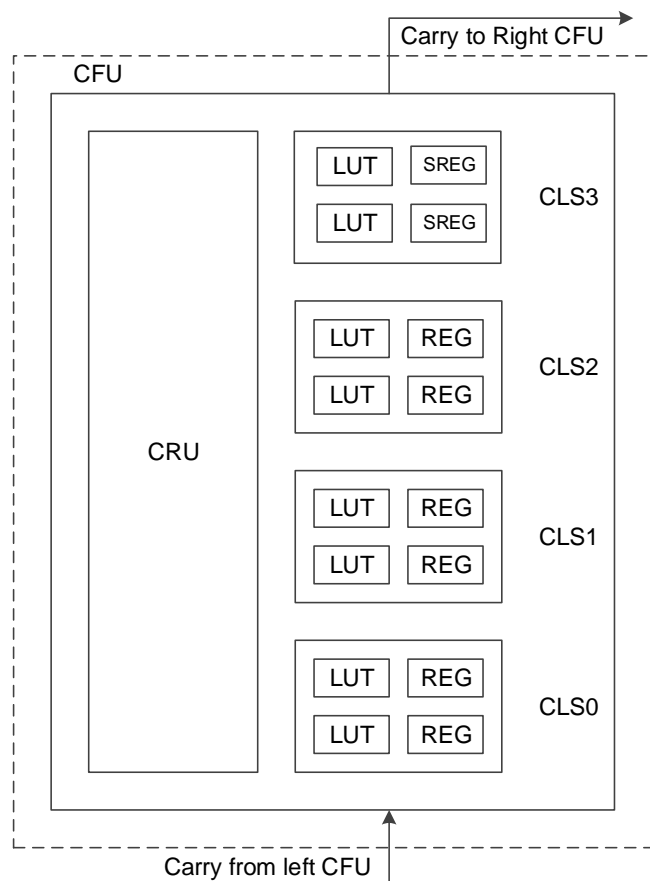 Carry to Right CFU
CFU
LUT SREG
LUT SREG
CLS3
LUT REG
LUT REG
CLS2
CRU
LUT REG
LUT REG
CLS1
LUT REG
LUT REG
CLS0
Carry from left CFU